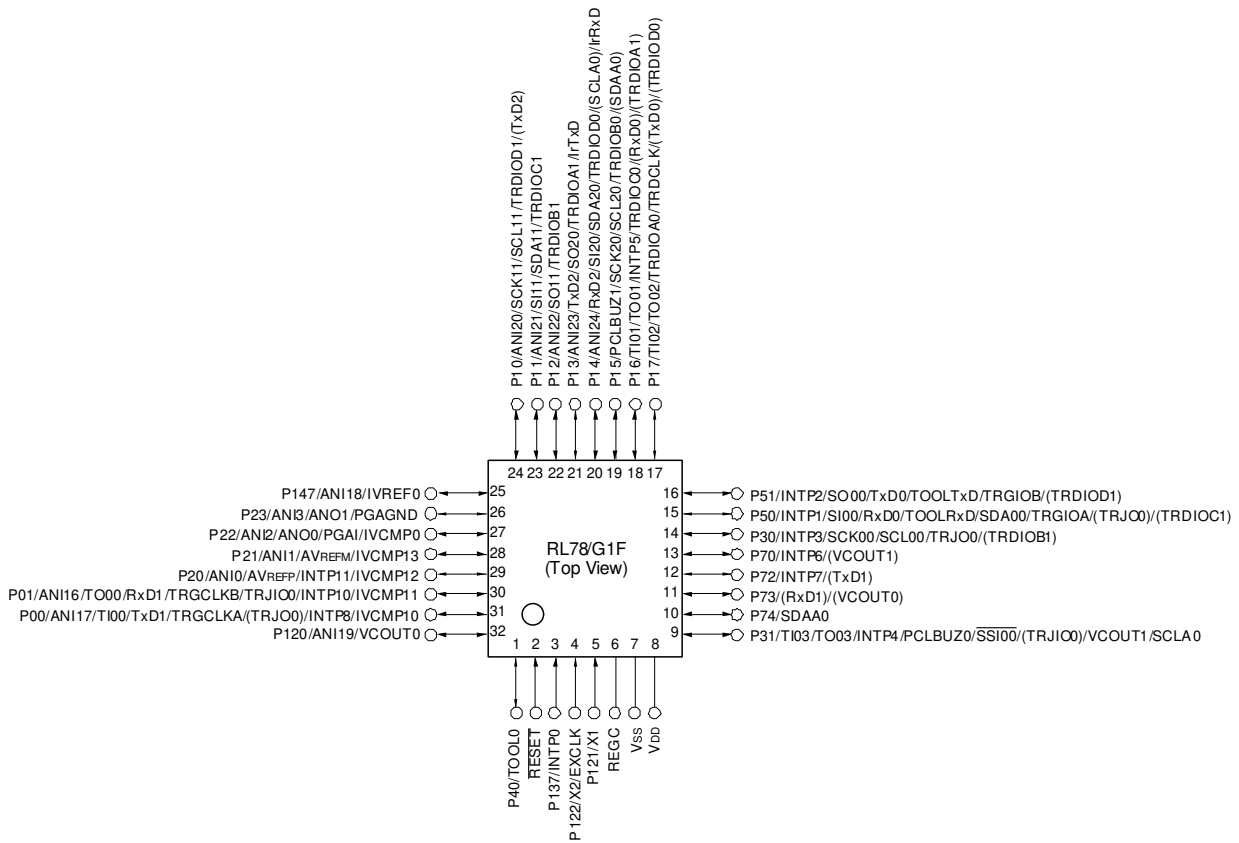 P10/ANI20/SCK11/SCL11/TRDIOD1/(TxD2)
P11/ANI21/SI11/SDA11/TRDIOC1
P12/ANI22/SO11/TRDIOB1
P13/ANI23/TxD2/SO20/TRDIOA1/IrTxD
P14/ANI24/RxD2/SI20/SDA20/TRDIOD0/(SCLA0)/IrRxD
P15/PCLBUZ1/SCK20/SCL20/TRDIOB0/(SDAA0)
P16/TI01/TO01/INTP5/TRDIOC0/(RxD0)/(TRDIOA1)
P17/TI02/TO02/TRDIOA0/TRDCLK/(TxD0)/(TRDIOD0)
24 23 22 21 20 19 18 17
P147/ANI18/IVREF0 25
P23/ANI3/ANO1/PGAGND 26
P22/ANI2/ANO0/PGAI/IVCMP0 27
P21/ANI1/AVREFM/IVCMP13 28
P20/ANI0/AVREFP/INTP11/IVCMP12 29
P01/ANI16/TO00/RxD1/TRGCLKB/TRJIO0/INTP10/IVCMP11 30
P00/ANI17/TI00/TxD1/TRGCLKA/(TRJO0)/INTP8/IVCMP10 31
P120/ANI19/VCOUT0 32
RL78/G1F
(Top View)
16 P51/INTP2/SO00/TxD0/TOOLTxD/TRGIOB/(TRDIOD1)
15 P50/INTP1/SI00/RxD0/TOOLRxD/SDA00/TRGIOA/(TRJO0)/(TRDIOC1)
14 P30/INTP3/SCK00/SCL00/TRJO0/(TRDIOB1)
13 P70/INTP6/(VCOUT1)
12 P72/INTP7/(TxD1)
11 P73/(RxD1)/(VCOUT0)
10 P74/SDAA0
9 P31/TI03/TO03/INTP4/PCLBUZ0/SSI00/(TRJIO0)/VCOUT1/SCLA0
1 2 3 4 5 6 7 8
P40/TOOL0
RESET
P137/INTP0
P122/X2/EXCLK
P121/X1
REGC
VSS
VDD